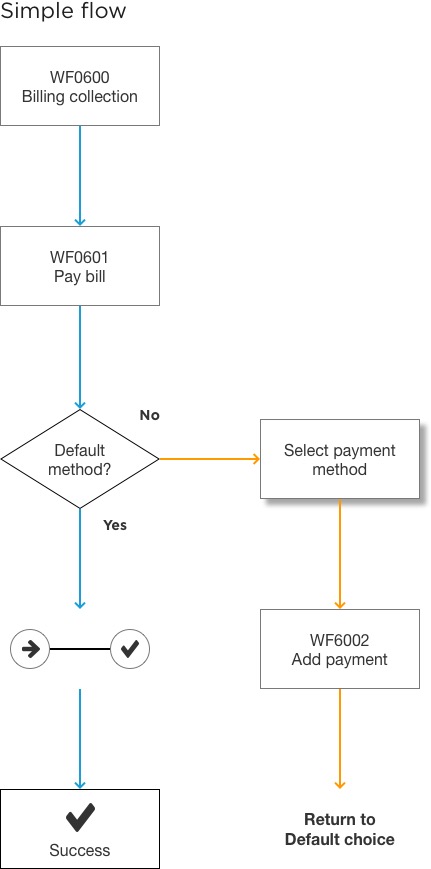 Simple flow
WF0600
Billing collection
WF0601
Pay bill
No
Default
method?
Select payment
method
Yes
WF6002
Add payment
Success
Return to
Default choice